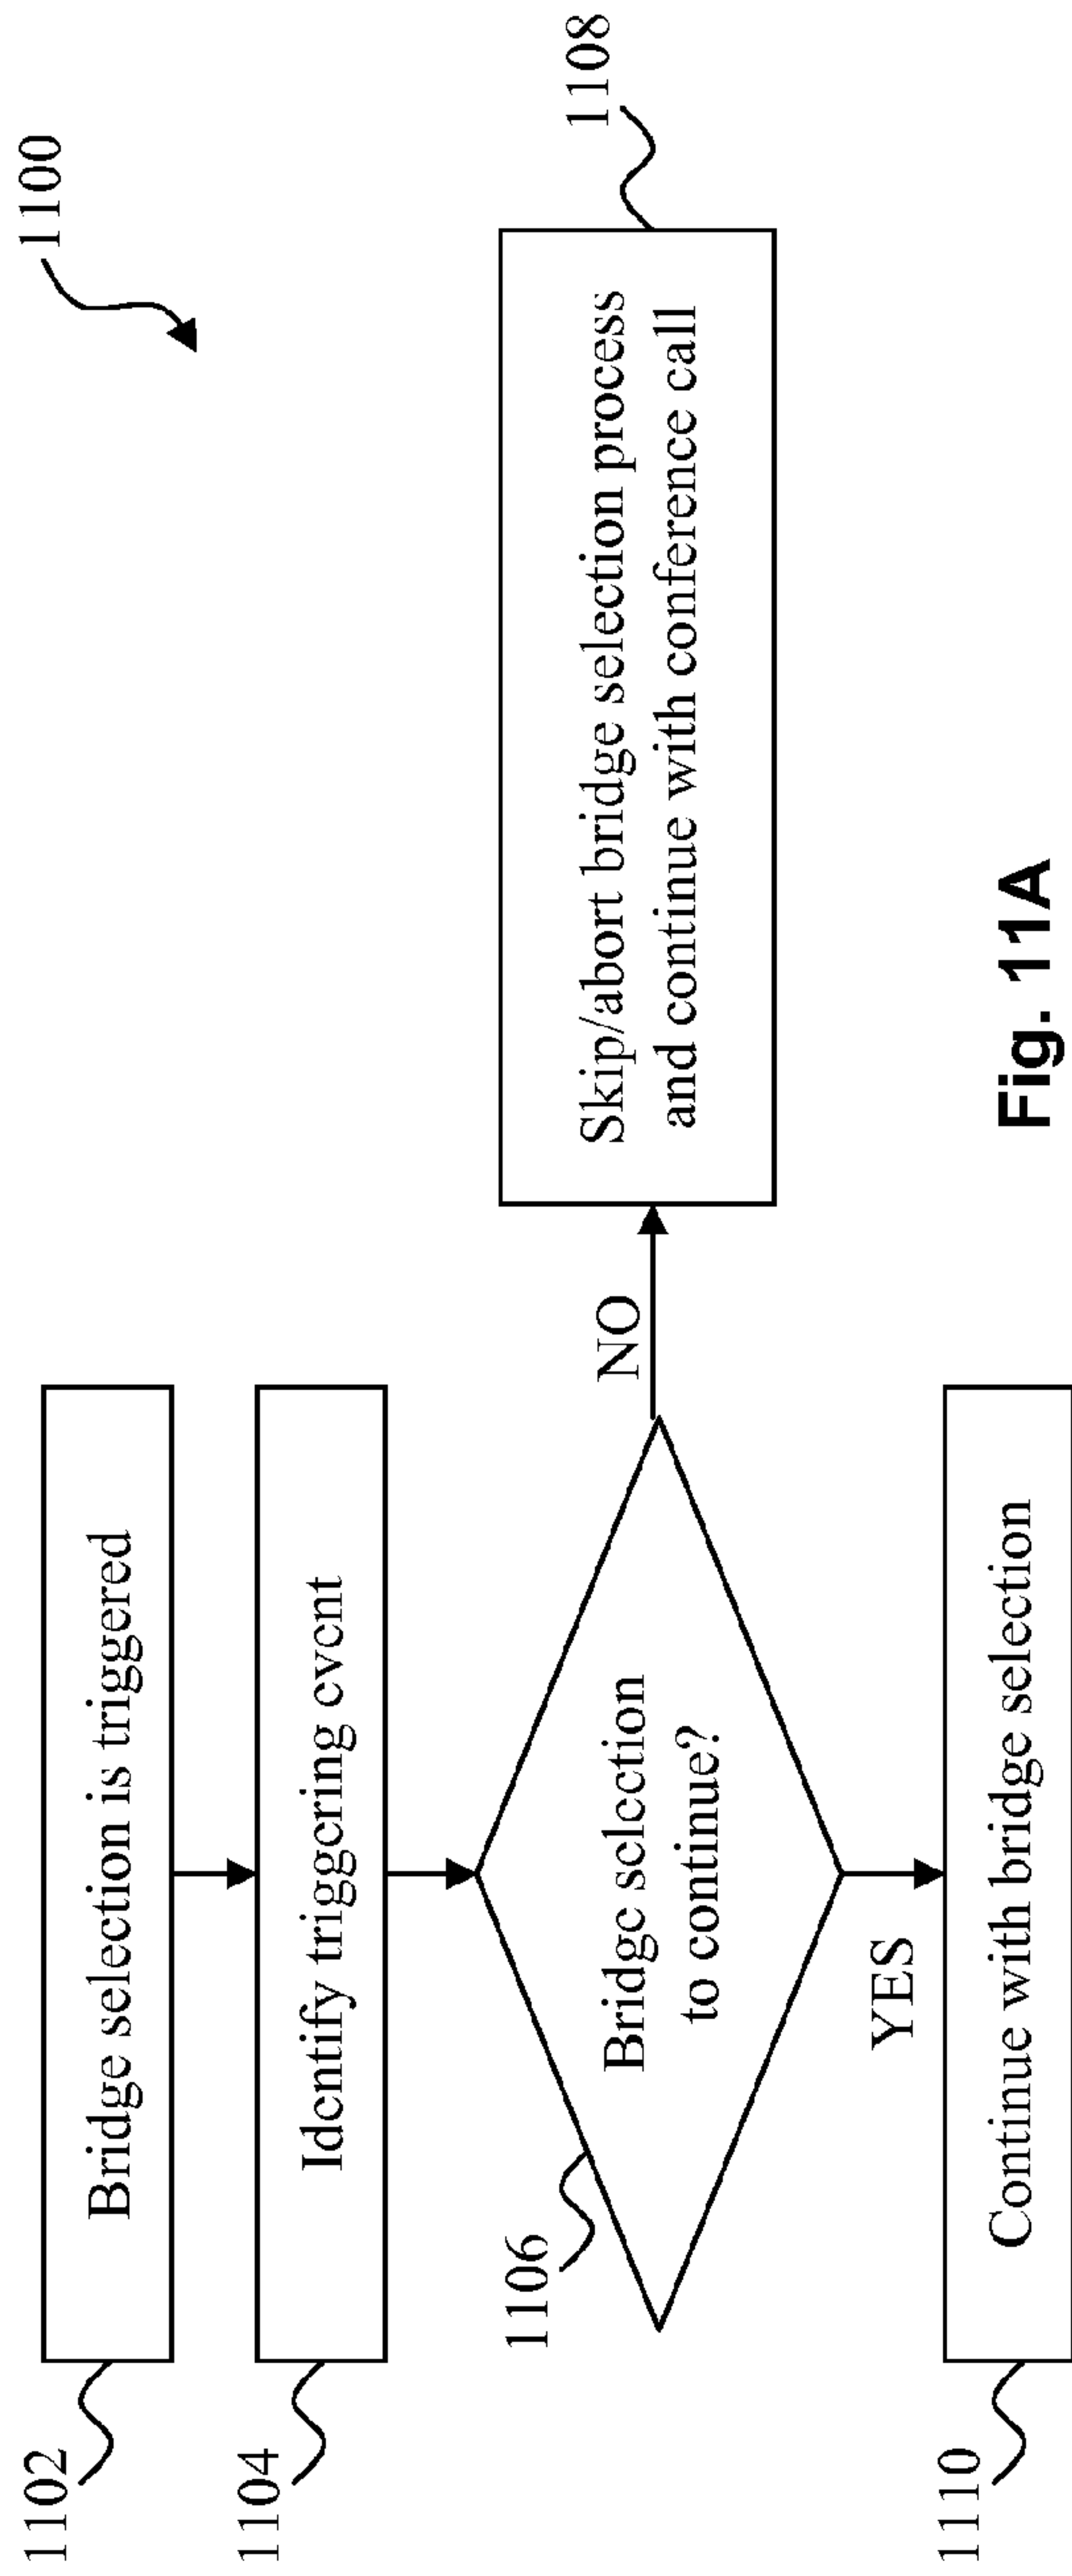 1100
1102
Bridge selection is triggered
1104
Identify triggering event
1106
Bridge selection
to continue?
NO
1108
Skip/abort bridge selection process
and continue with conference call
YES
1110
Continue with bridge selection
Fig. 11A